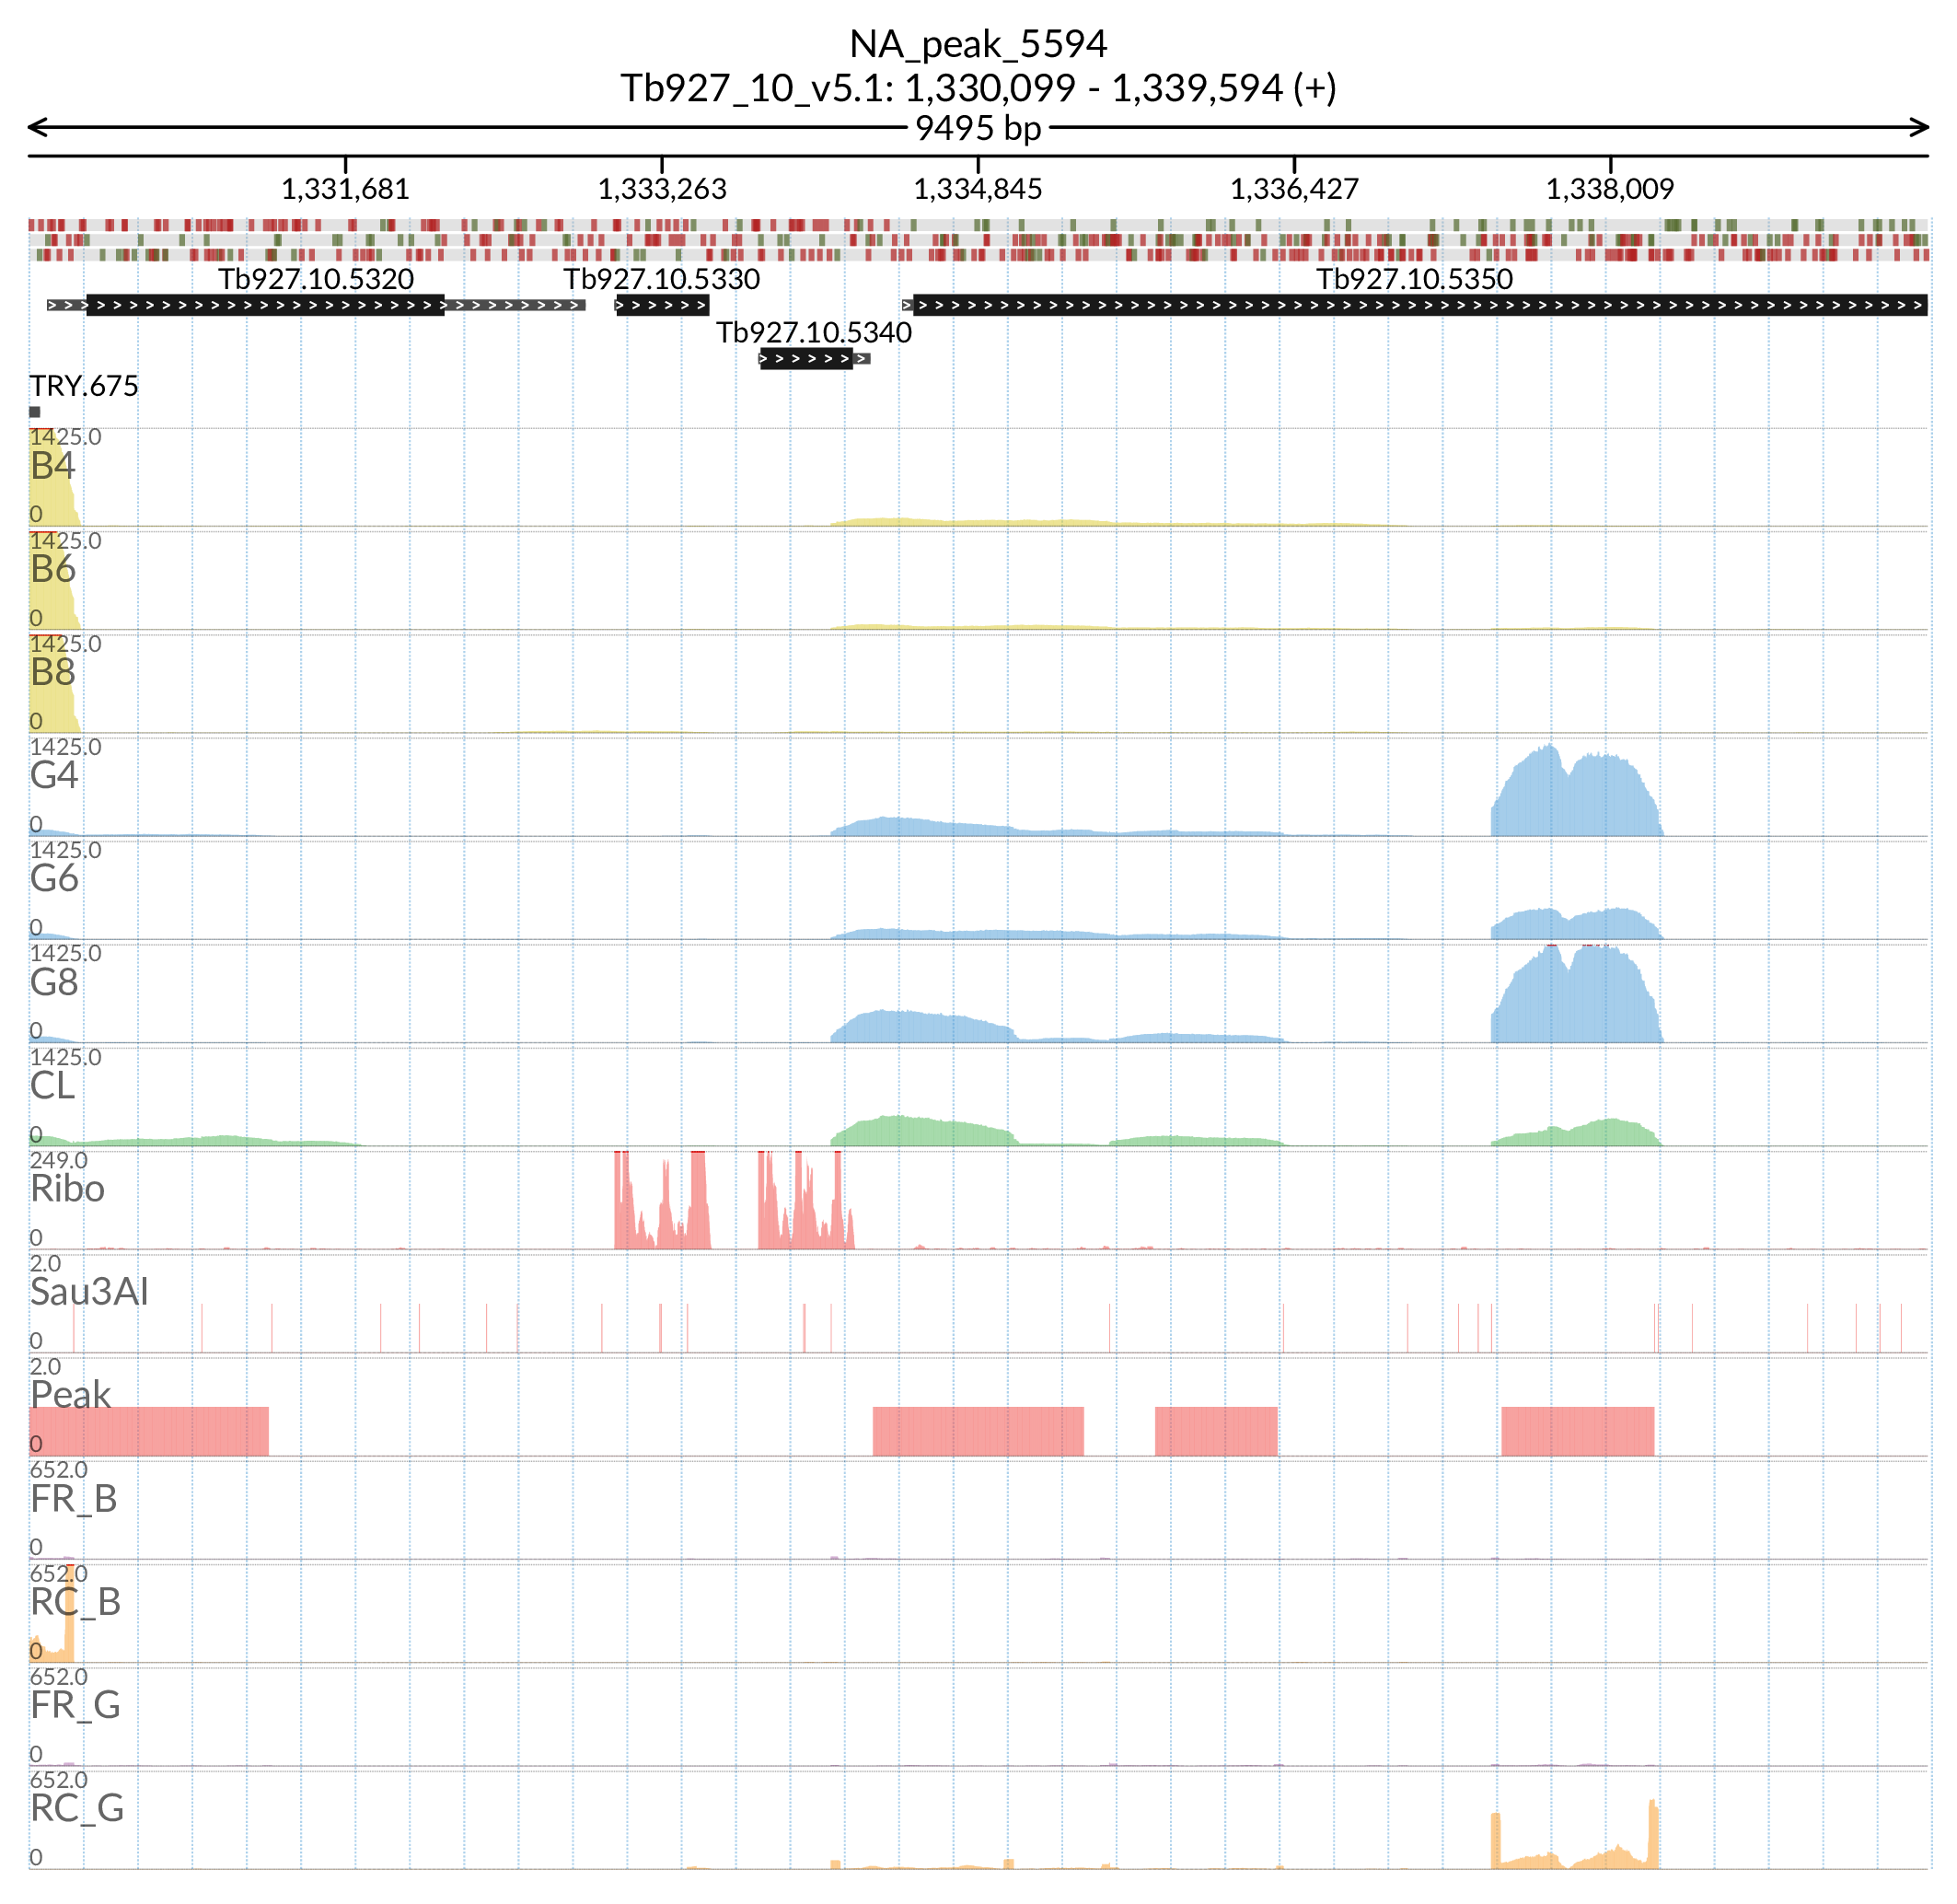 NA_peak_5594
Tb927_10_v5.1: 1,330,099 - 1,339,594 (+)
9495 bp
1,331,681 1,333,263 1,334,845 1,336,427 1,338,009
Tb927.10.5320 Tb927.10.5330 Tb927.10.5350
Tb927.10.5340
TRY.675
1425.0
B4
0
1425.0
B6
0
1425.0
B8
0
1425.0
G4
0
1425.0
G6
0
1425.0
G8
0
1425.0
CL
0
249.0
Ribo
0
2.0
Sau3AI
0
2.0
Peak
0
652.0
FR_B
0
652.0
RC_B
0
652.0
FR_G
0
652.0
RC_G
0